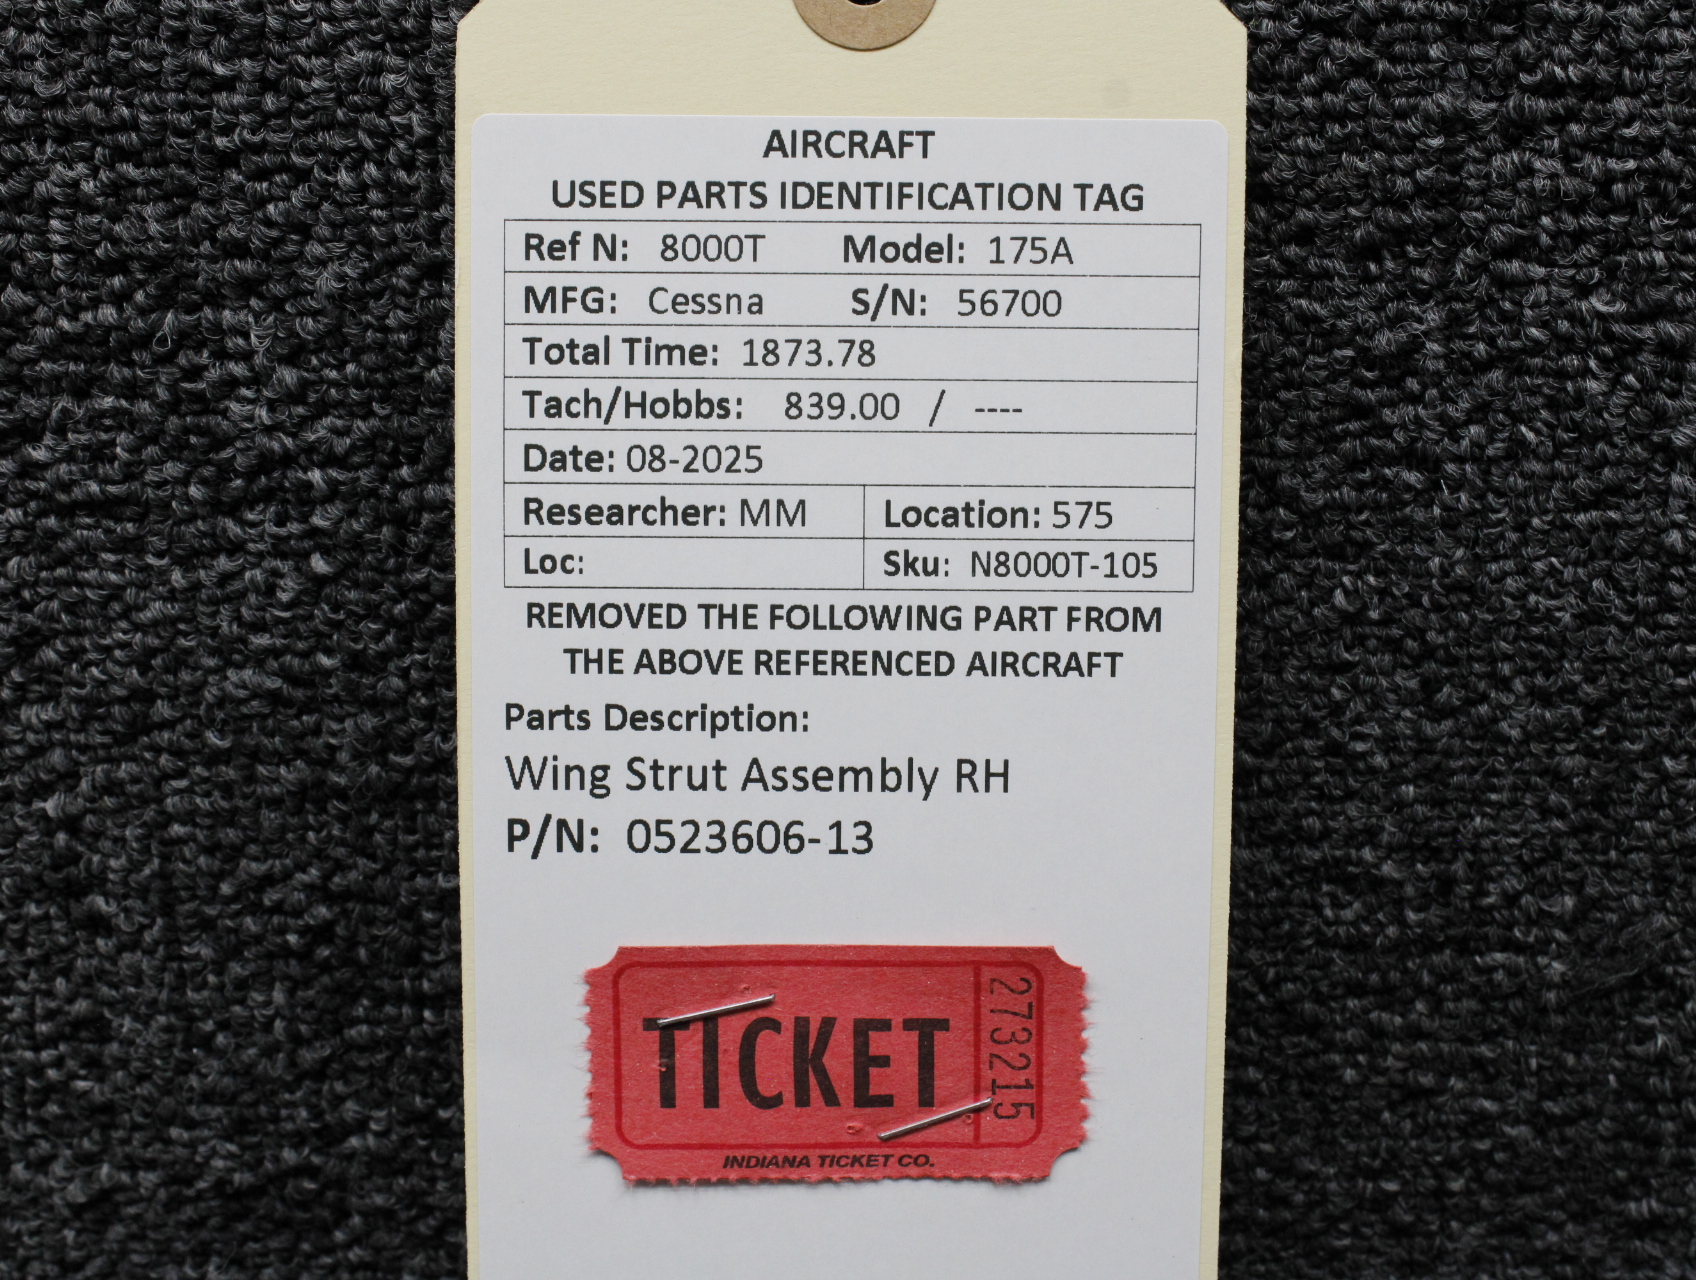 AIRCRAFT
USED PARTS IDENTIFICATION TAG
Ref N: 8000T Model: 175A
MFG: Cessna S/N: 56700
Total Time: 1873.78
Tach/Hobbs: 839.00 / ----
Date: 08-2025
Researcher: MM Location: 575
Loc: Sku: N8000T-105
REMOVED THE FOLLOWING PART FROM
THE ABOVE REFERENCED AIRCRAFT
Parts Description:
Wing Strut Assembly RH
P/N: 0523606-13
TICKET
273215
INDIANA TICKET CO.